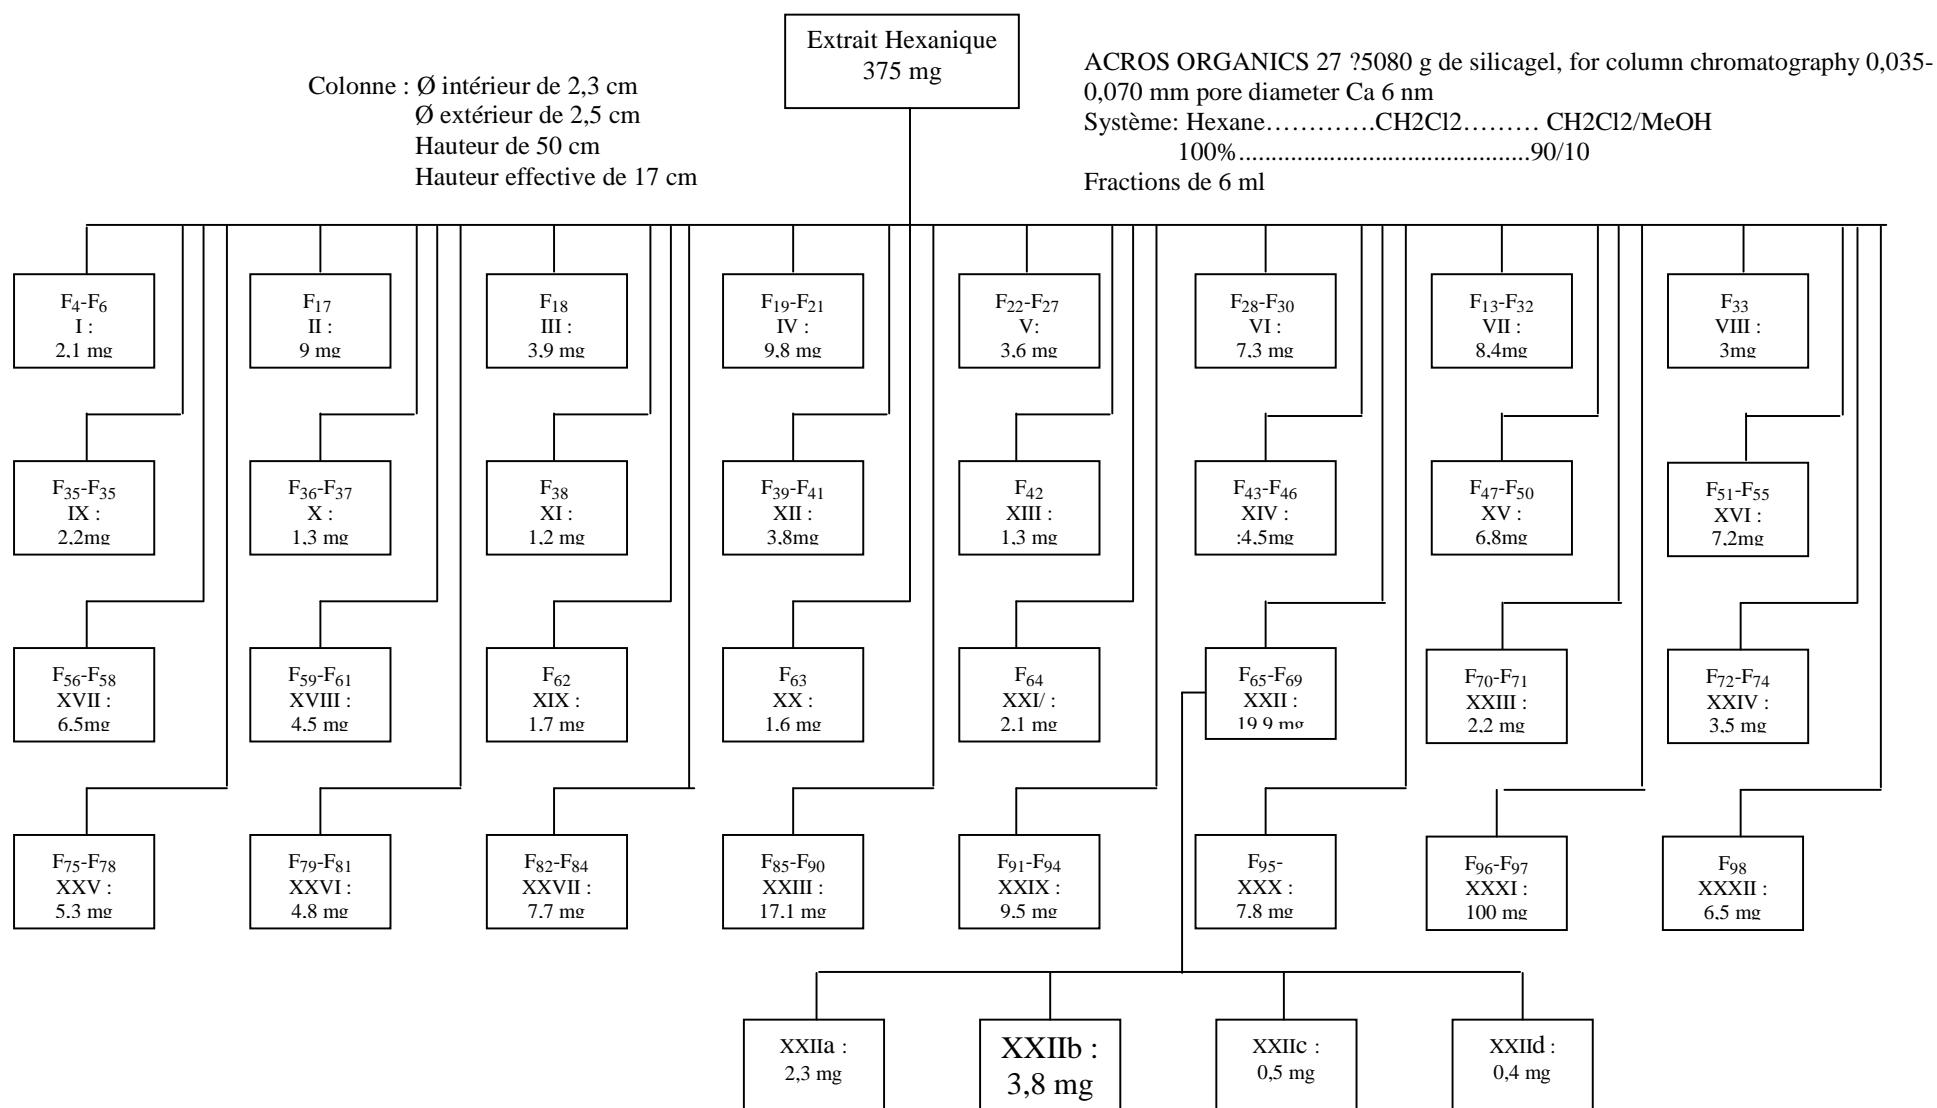 Extrait Hexanique
375 mg
Colonne : Ø intérieur de 2,3 cm
Ø extérieur de 2,5 cm
Hauteur de 50 cm
Hauteur effective de 17 cm
ACROS ORGANICS 27 ?5080 g de silicagel, for column chromatography 0,035-
0,070 mm pore diameter Ca 6 nm
Système: Hexane………….CH2Cl2……… CH2Cl2/MeOH
100%............................................90/10
Fractions de 6 ml
F4-F6
I :
2,1 mg
F17
II :
9 mg
F18
III :
3,9 mg
F19-F21
IV :
9,8 mg
F22-F27
V:
3,6 mg
F28-F30
VI :
7,3 mg
F13-F32
VII :
8,4mg
F33
VIII :
3mg
F35-F35
IX :
2,2mg
F36-F37
X :
1,3 mg
F38
XI :
1,2 mg
F39-F41
XII :
3,8mg
F42
XIII :
1,3 mg
F43-F46
XIV :
:4,5mg
F47-F50
XV :
6,8mg
F51-F55
XVI :
7,2mg
F56-F58
XVII :
6,5mg
F59-F61
XVIII :
4,5 mg
F62
XIX :
1,7 mg
F63
XX :
1,6 mg
F64
XXI/ :
2,1 mg
F65-F69
XXII :
19,9 mg
F70-F71
XXIII :
2,2 mg
F72-F74
XXIV :
3,5 mg
F75-F78
XXV :
5,3 mg
F79-F81
XXVI :
4,8 mg
F82-F84
XXVII :
7,7 mg
F85-F90
XXIII :
17,1 mg
F91-F94
XXIX :
9,5 mg
F95-
XXX :
7,8 mg
F96-F97
XXXI :
100 mg
F98
XXXII :
6,5 mg
XXIIa :
2,3 mg
XXIIb :
3,8 mg
XXIIc :
0,5 mg
XXIId :
0,4 mg